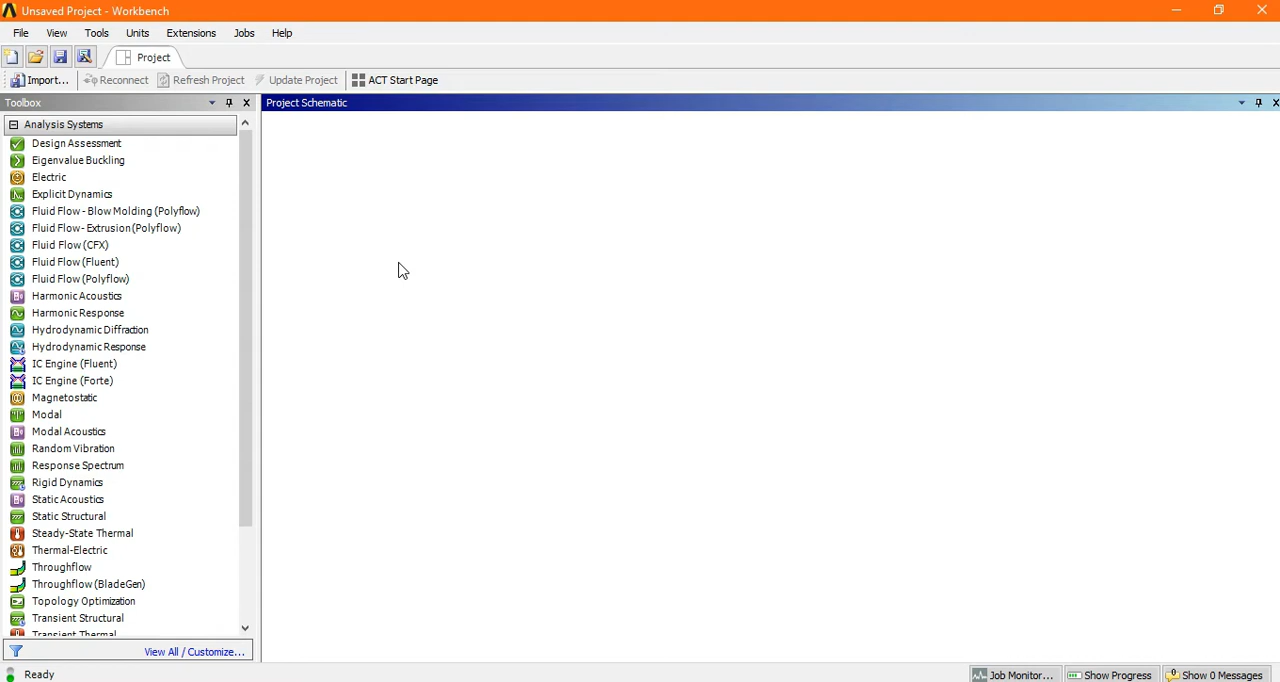 Unsaved Project - Workbench
File View Tools Units Extensions Jobs Help
Project
Import... Reconnect Refresh Project Update Project ACT Start Page
Toolbox
Project Schematic
Analysis Systems
Design Assessment
Eigenvalue Buckling
Electric
Explicit Dynamics
Fluid Flow - Blow Molding (Polyflow)
Fluid Flow - Extrusion (Polyflow)
Fluid Flow (CFX)
Fluid Flow (Fluent)
Fluid Flow (Polyflow)
Harmonic Acoustics
Harmonic Response
Hydrodynamic Diffraction
Hydrodynamic Response
IC Engine (Fluent)
IC Engine (Forte)
Magnetostatic
Modal
Modal Acoustics
Random Vibration
Response Spectrum
Rigid Dynamics
Static Acoustics
Static Structural
Steady-State Thermal
Thermal-Electric
Throughflow
Throughflow (BladeGen)
Topology Optimization
Transient Structural
Transient Thermal
View All / Customize...
Ready
Job Monitor... Show Progress Show 0 Messages